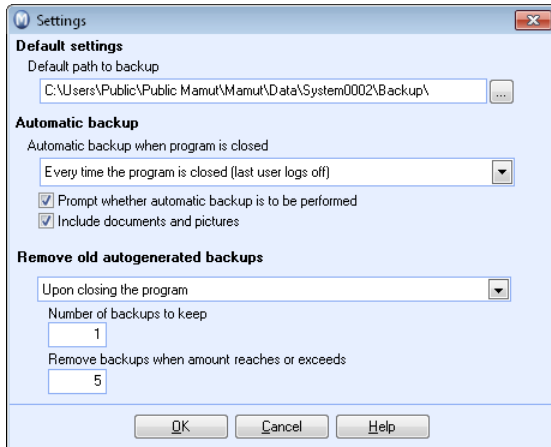 Settings
Default settings
Default path to backup
C:\Users\Public\Public Mamut\Mamut\Data\System0002\Backup\
...
Automatic backup
Automatic backup when program is closed
Every time the program is closed (last user logs off)
Prompt whether automatic backup is to be performed
Include documents and pictures
Remove old autogenerated backups
Upon closing the program
Number of backups to keep
1
Remove backups when amount reaches or exceeds
5
OK Cancel Help